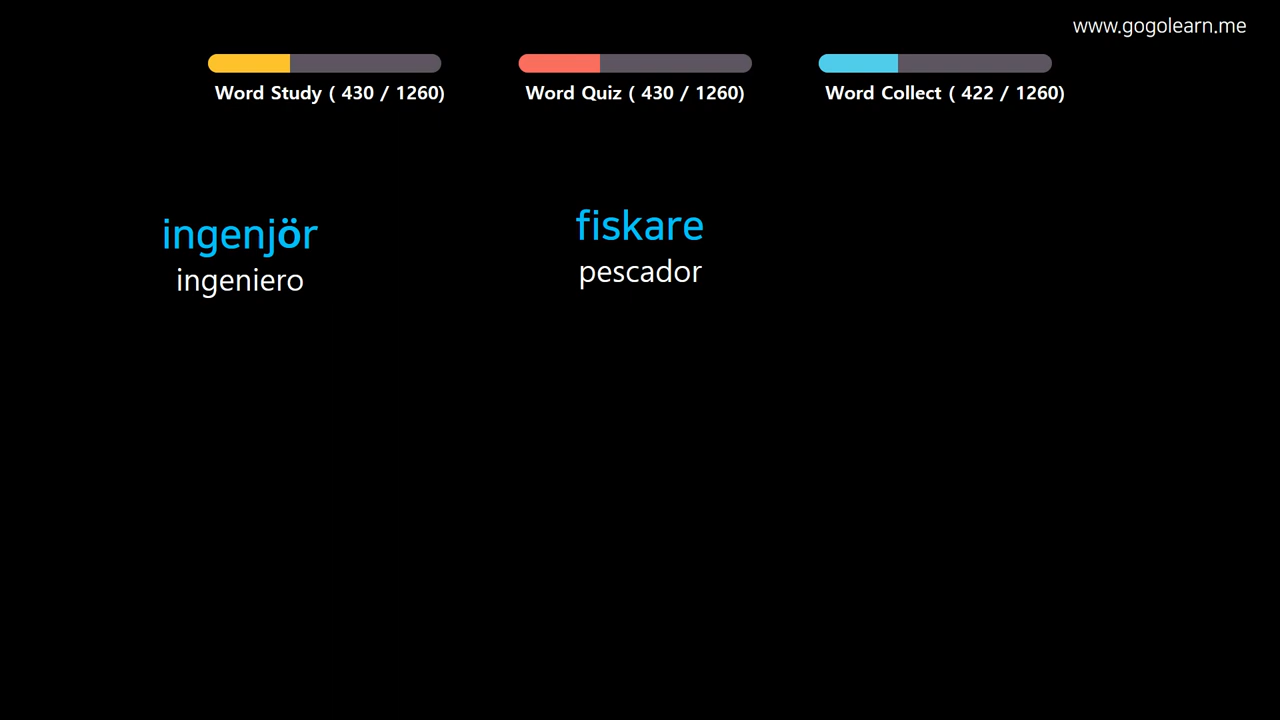 www.gogolearn.me
Word Study ( 430 / 1260)
Word Quiz ( 430 / 1260)
Word Collect ( 422 / 1260)
ingenjör
ingeniero
fiskare
pescador